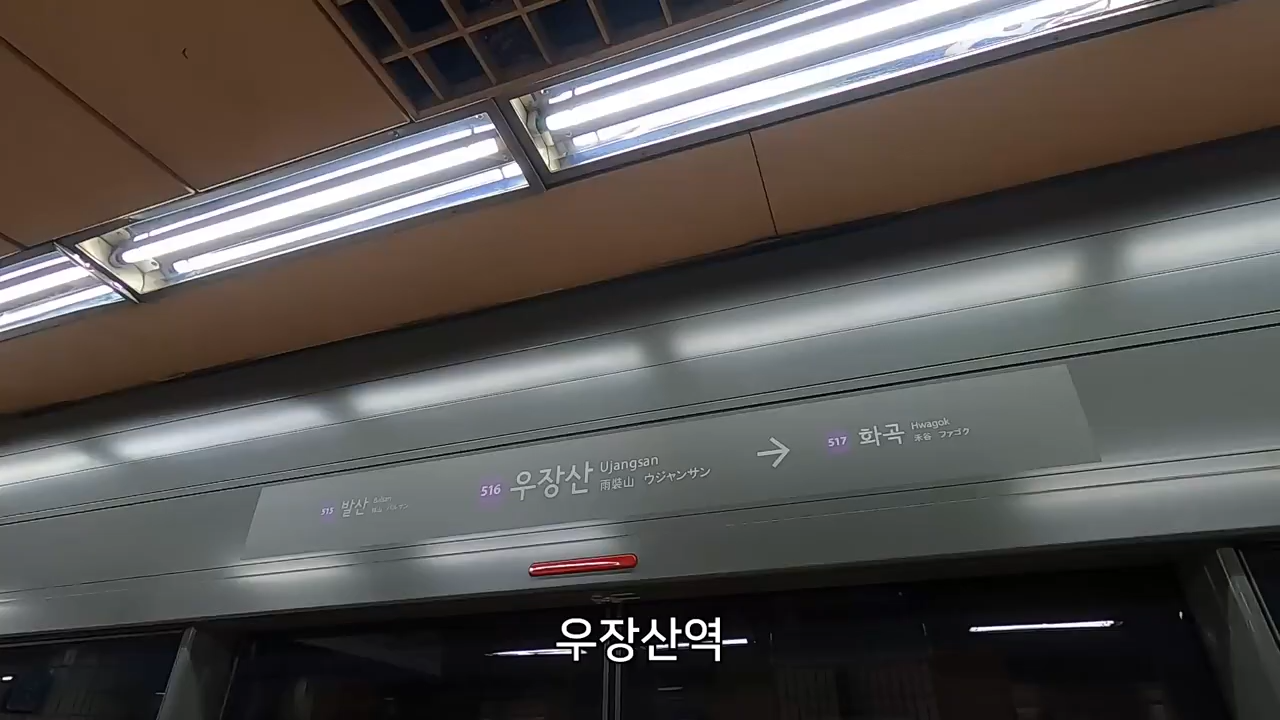 515 발산
516 우장산 Ujangsan
雨裝山 ウジャンサン
→
517 화곡 Hwagok
禾谷 ファゴク
우장산역